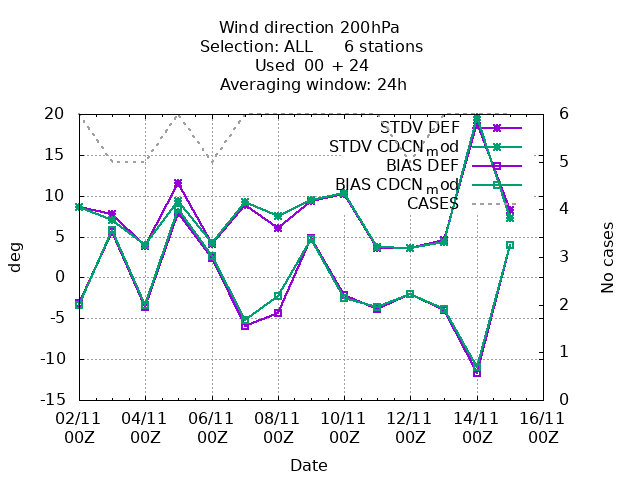 Wind direction 200hPa
Selection: ALL      6 stations
Used  00 + 24
Averaging window: 24h
STDV DEF
STDV CDCN_mod
BIAS DEF
BIAS CDCN_mod
CASES
20
15
10
5
0
-5
-10
-15
deg
6
5
4
3
2
1
0
No cases
02/11 04/11 06/11 08/11 10/11 12/11 14/11 16/11
00Z 00Z 00Z 00Z 00Z 00Z 00Z 00Z
Date